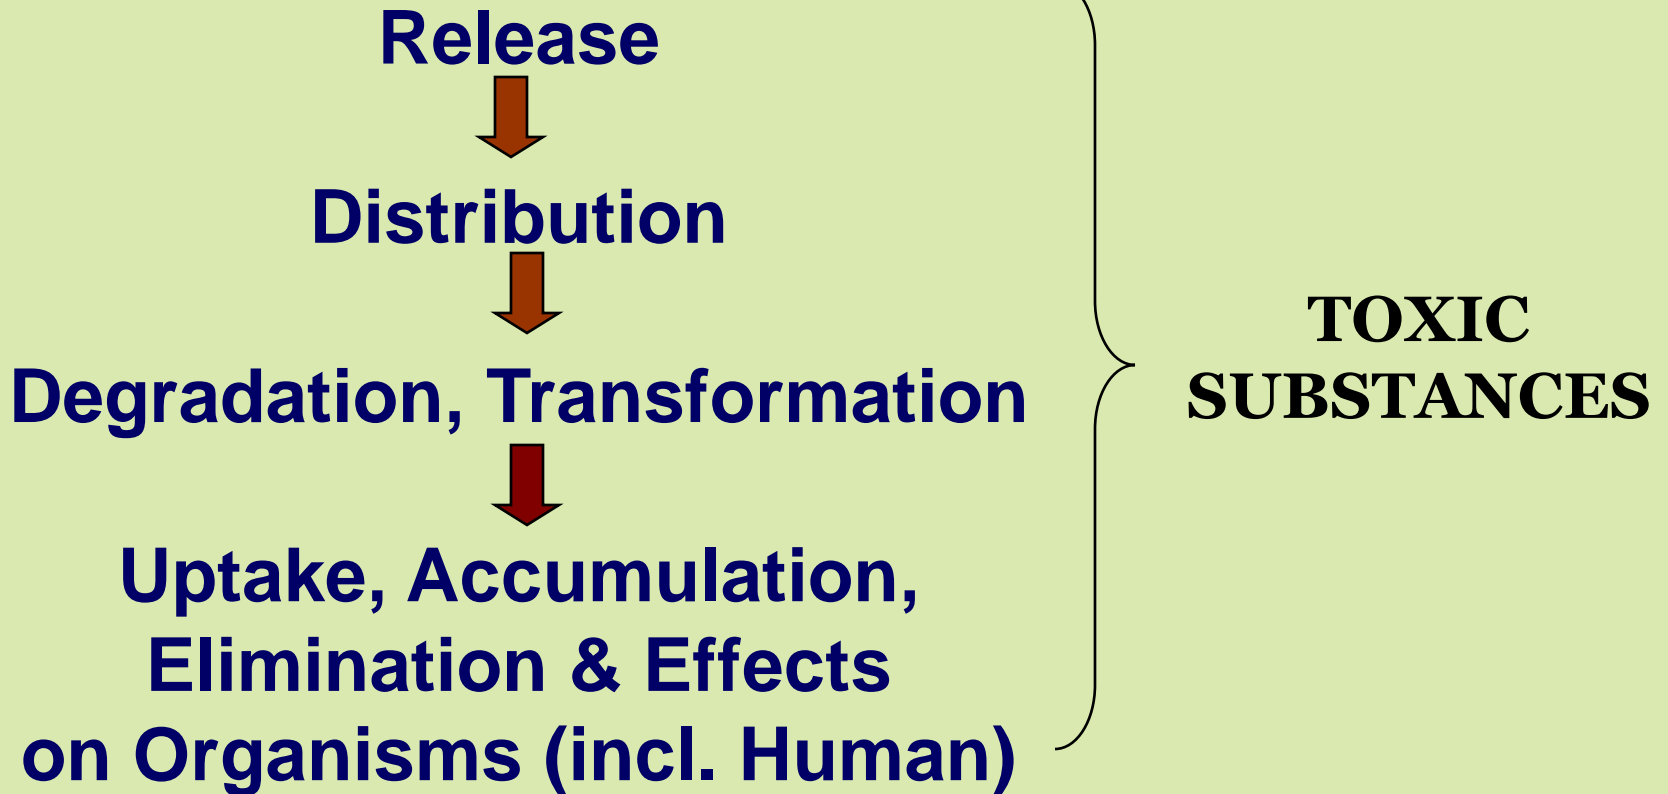 Release
Distribution
Degradation, Transformation
Uptake, Accumulation,
Elimination & Effects
on Organisms (incl. Human)
TOXIC
SUBSTANCES